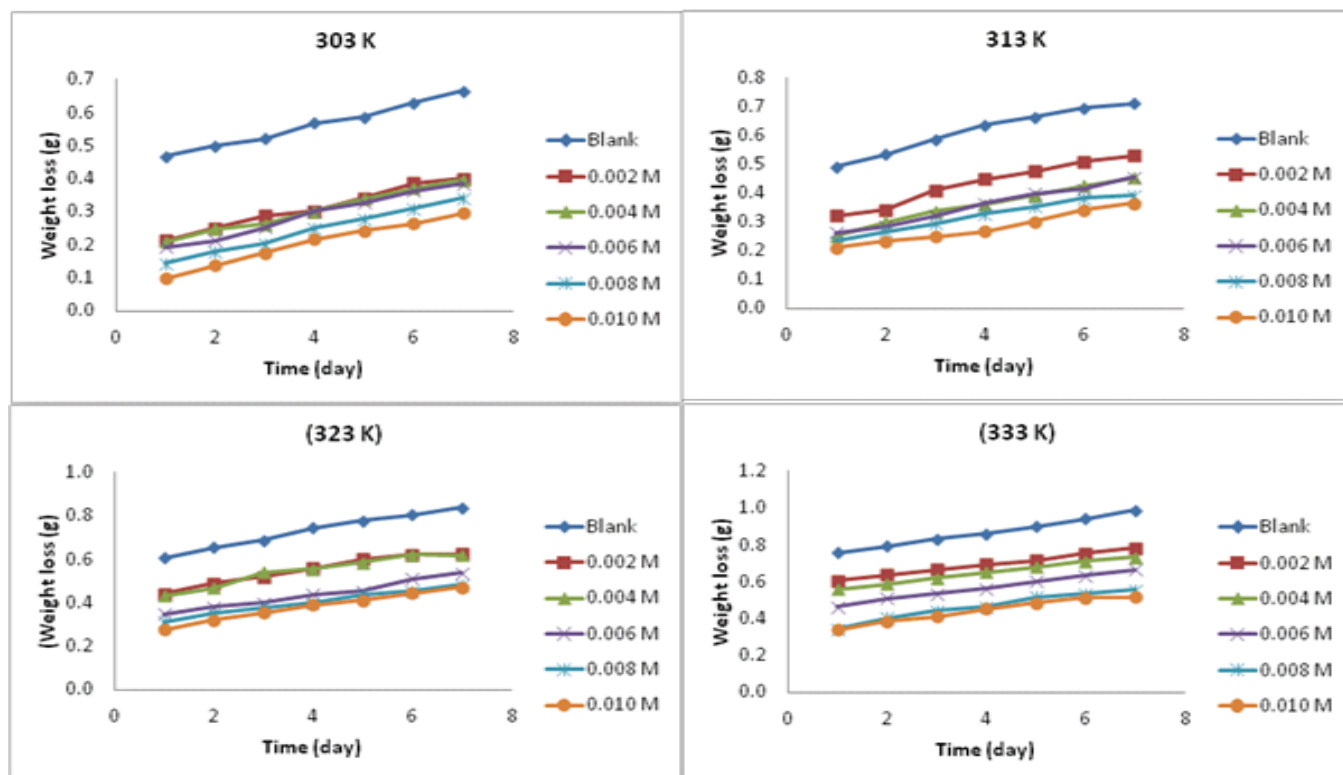 303 K
Weight loss (g)
0.7
0.6
0.5
0.4
0.3
0.2
0.1
0.0
0 2 4 6 8
Time (day)
Blank
0.002 M
0.004 M
0.006 M
0.008 M
0.010 M
313 K
Weight loss (g)
0.8
0.7
0.6
0.5
0.4
0.3
0.2
0.1
0.0
0 2 4 6 8
Time (day)
Blank
0.002 M
0.004 M
0.006 M
0.008 M
0.010 M
(323 K)
(Weight loss (g)
1.0
0.8
0.6
0.4
0.2
0.0
0 2 4 6 8
Time (day)
Blank
0.002 M
0.004 M
0.006 M
0.008 M
0.010 M
(333 K)
Weight loss (g)
1.2
1.0
0.8
0.6
0.4
0.2
0.0
0 2 4 6 8
Time (day)
Blank
0.002 M
0.004 M
0.006 M
0.008 M
0.010 M